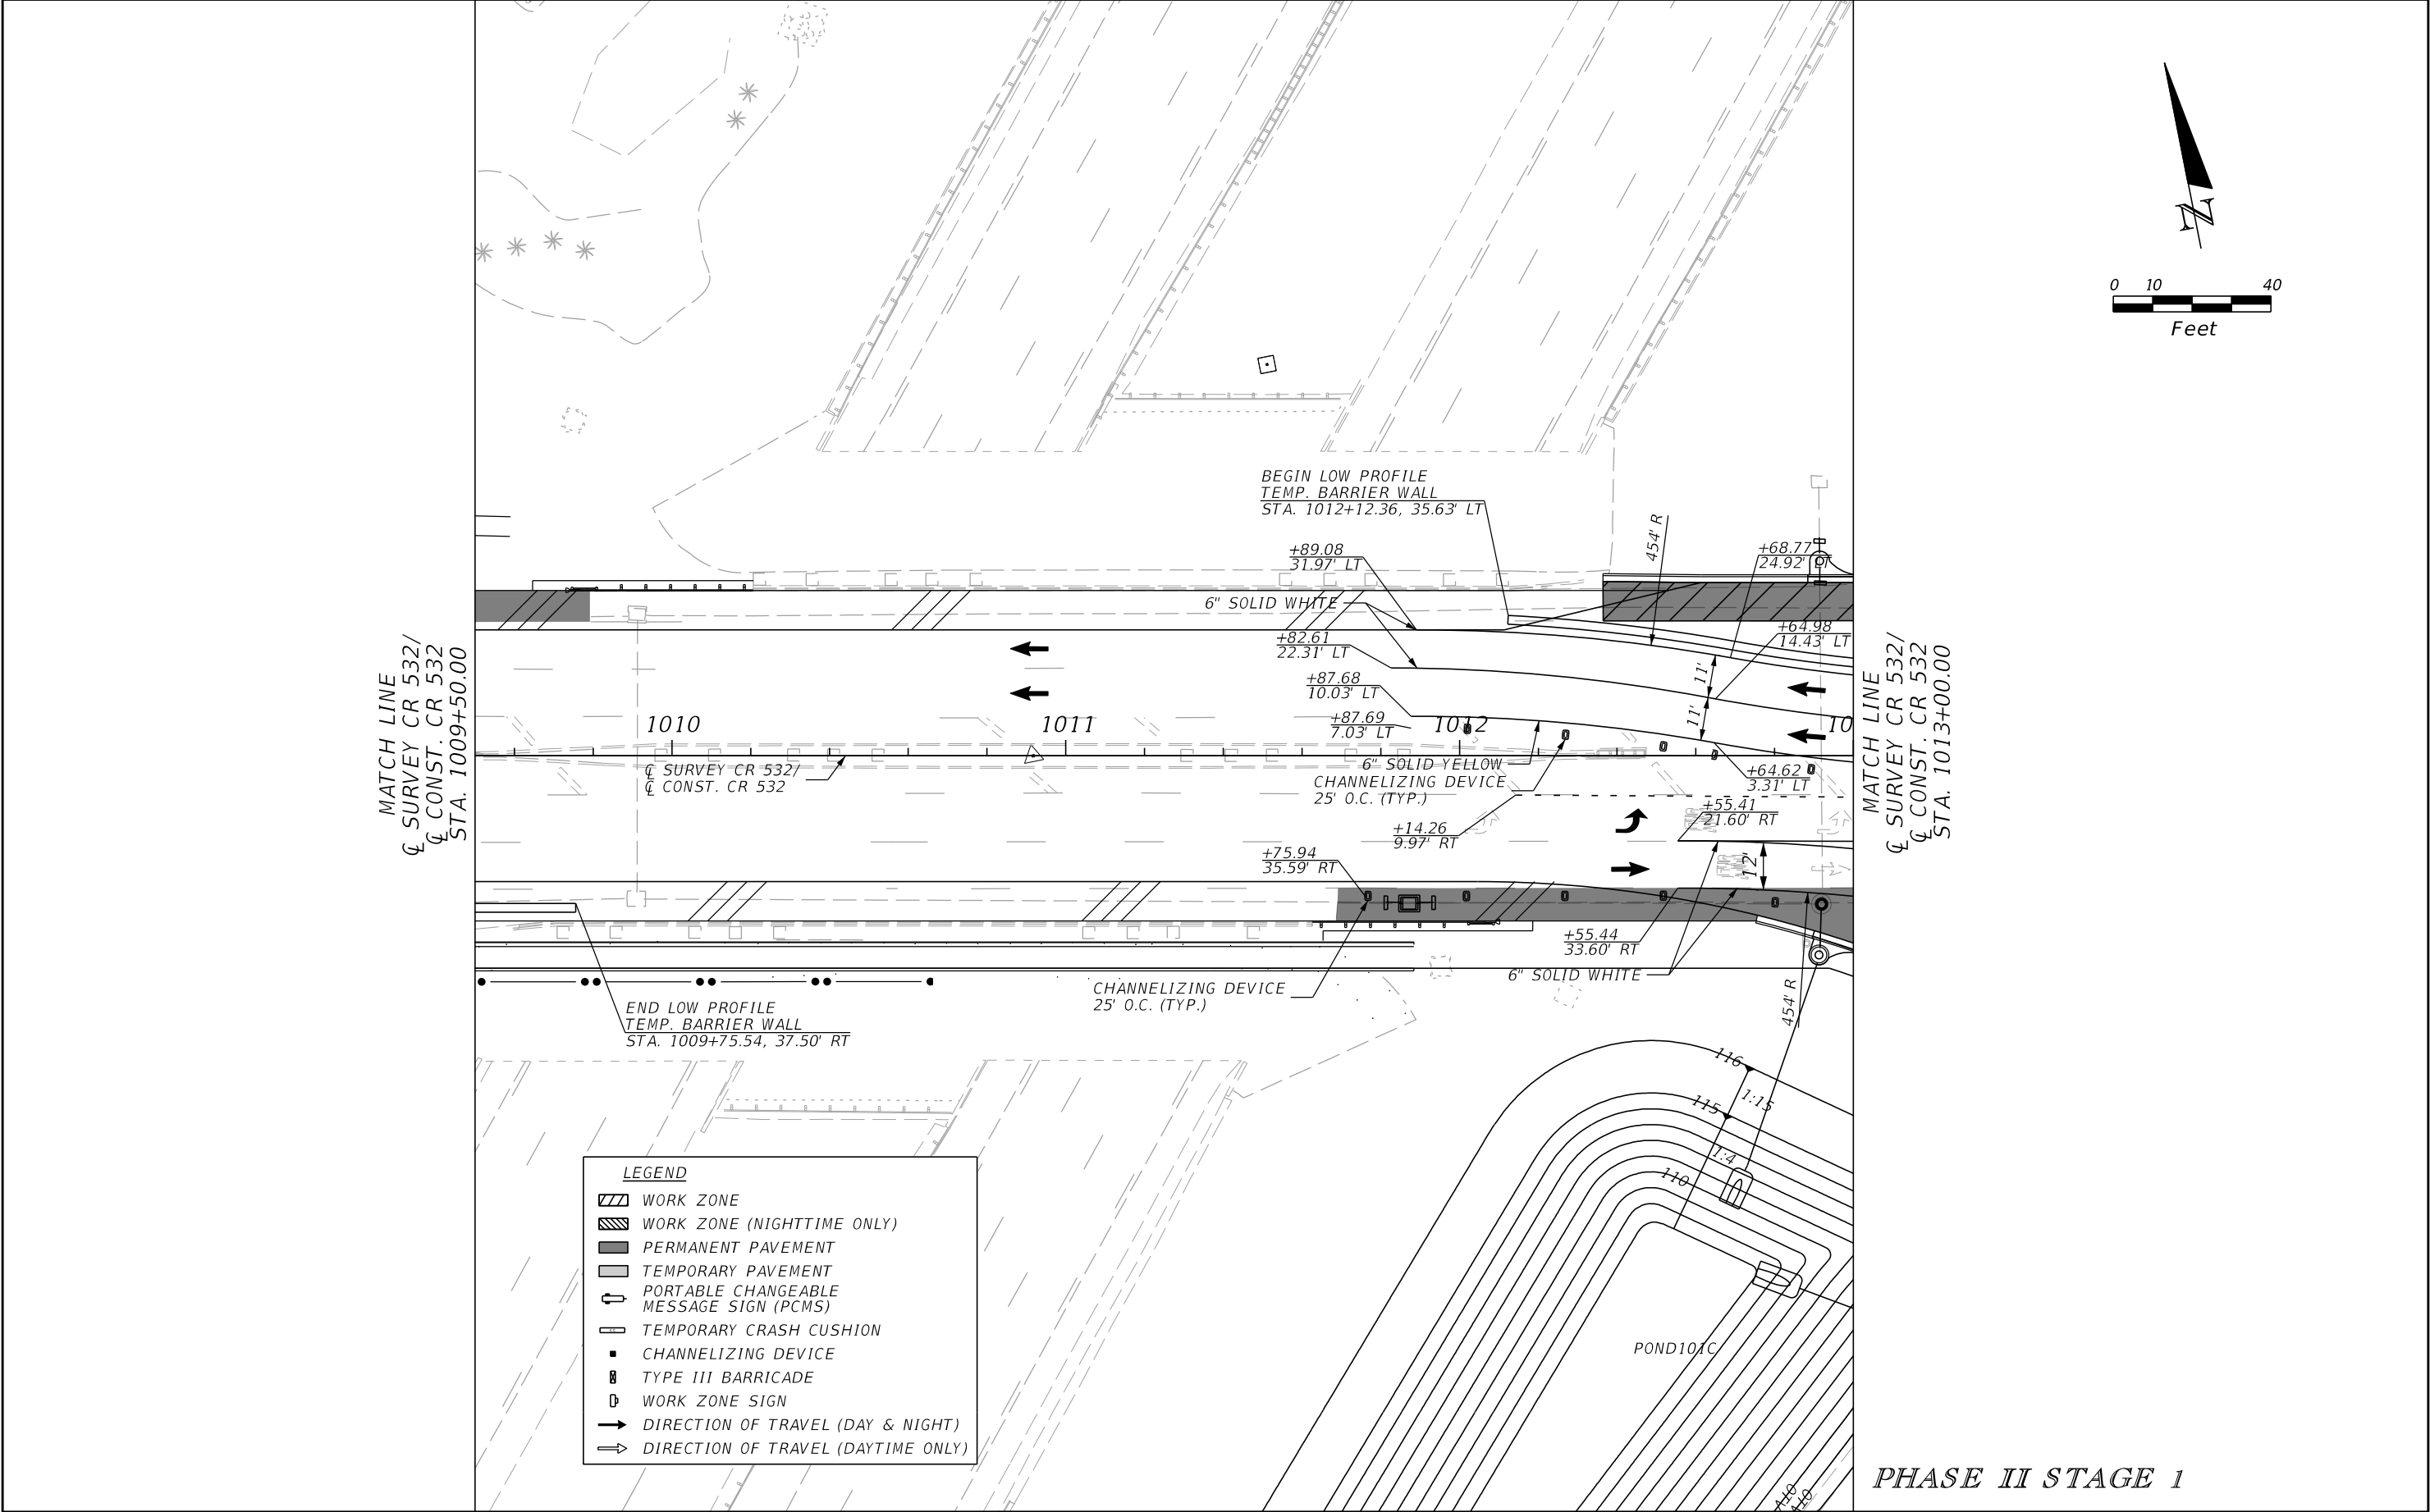 0 10 40
Feet
BEGIN LOW PROFILE
TEMP. BARRIER WALL
STA. 1012+12.36, 35.63' LT
454' R
+89.08
31.97' LT
+68.77
24.92' LT
6" SOLID WHITE
+82.61
22.31' LT
+64.98
14.43' LT
11'
11'
+87.68
10.03' LT
+87.69
7.03' LT
1010
1011
1012
10
MATCH LINE
℄ SURVEY CR 532/
℄ CONST. CR 532
STA. 1009+50.00
MATCH LINE
℄ SURVEY CR 532/
℄ CONST. CR 532
STA. 1013+00.00
℄ SURVEY CR 532/
℄ CONST. CR 532
6" SOLID YELLOW
CHANNELIZING DEVICE
25' O.C. (TYP.)
+64.62
3.31' LT
+55.41
21.60' RT
+14.26
9.97' RT
12'
+75.94
35.59' RT
+55.44
33.60' RT
6" SOLID WHITE
CHANNELIZING DEVICE
25' O.C. (TYP.)
454' R
END LOW PROFILE
TEMP. BARRIER WALL
STA. 1009+75.54, 37.50' RT
116
1:15
115
1:4
110
POND101C
A10
A10
LEGEND
WORK ZONE
WORK ZONE (NIGHTTIME ONLY)
PERMANENT PAVEMENT
TEMPORARY PAVEMENT
PORTABLE CHANGEABLE
MESSAGE SIGN (PCMS)
TEMPORARY CRASH CUSHION
CHANNELIZING DEVICE
TYPE III BARRICADE
WORK ZONE SIGN
DIRECTION OF TRAVEL (DAY & NIGHT)
DIRECTION OF TRAVEL (DAYTIME ONLY)
N
PHASE II STAGE 1